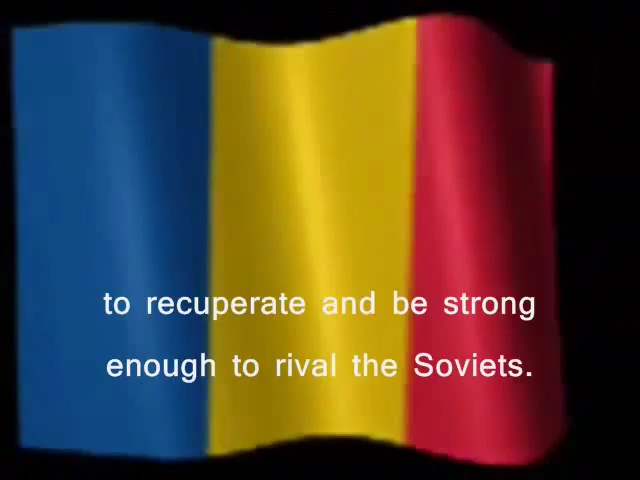 to recuperate and be strong
enough to rival the Soviets.